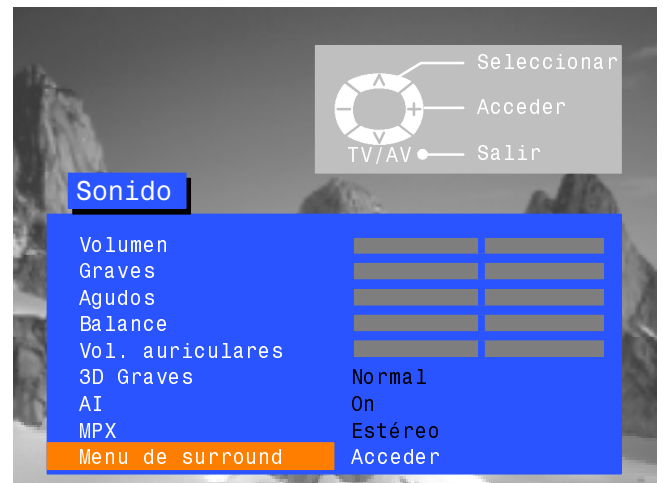 Seleccionar
Acceder
TV/AV Salir
Sonido
Volumen
Graves
Agudos
Balance
Vol. auriculares
3D Graves Normal
AI On
MPX Estéreo
Menu de surround Acceder